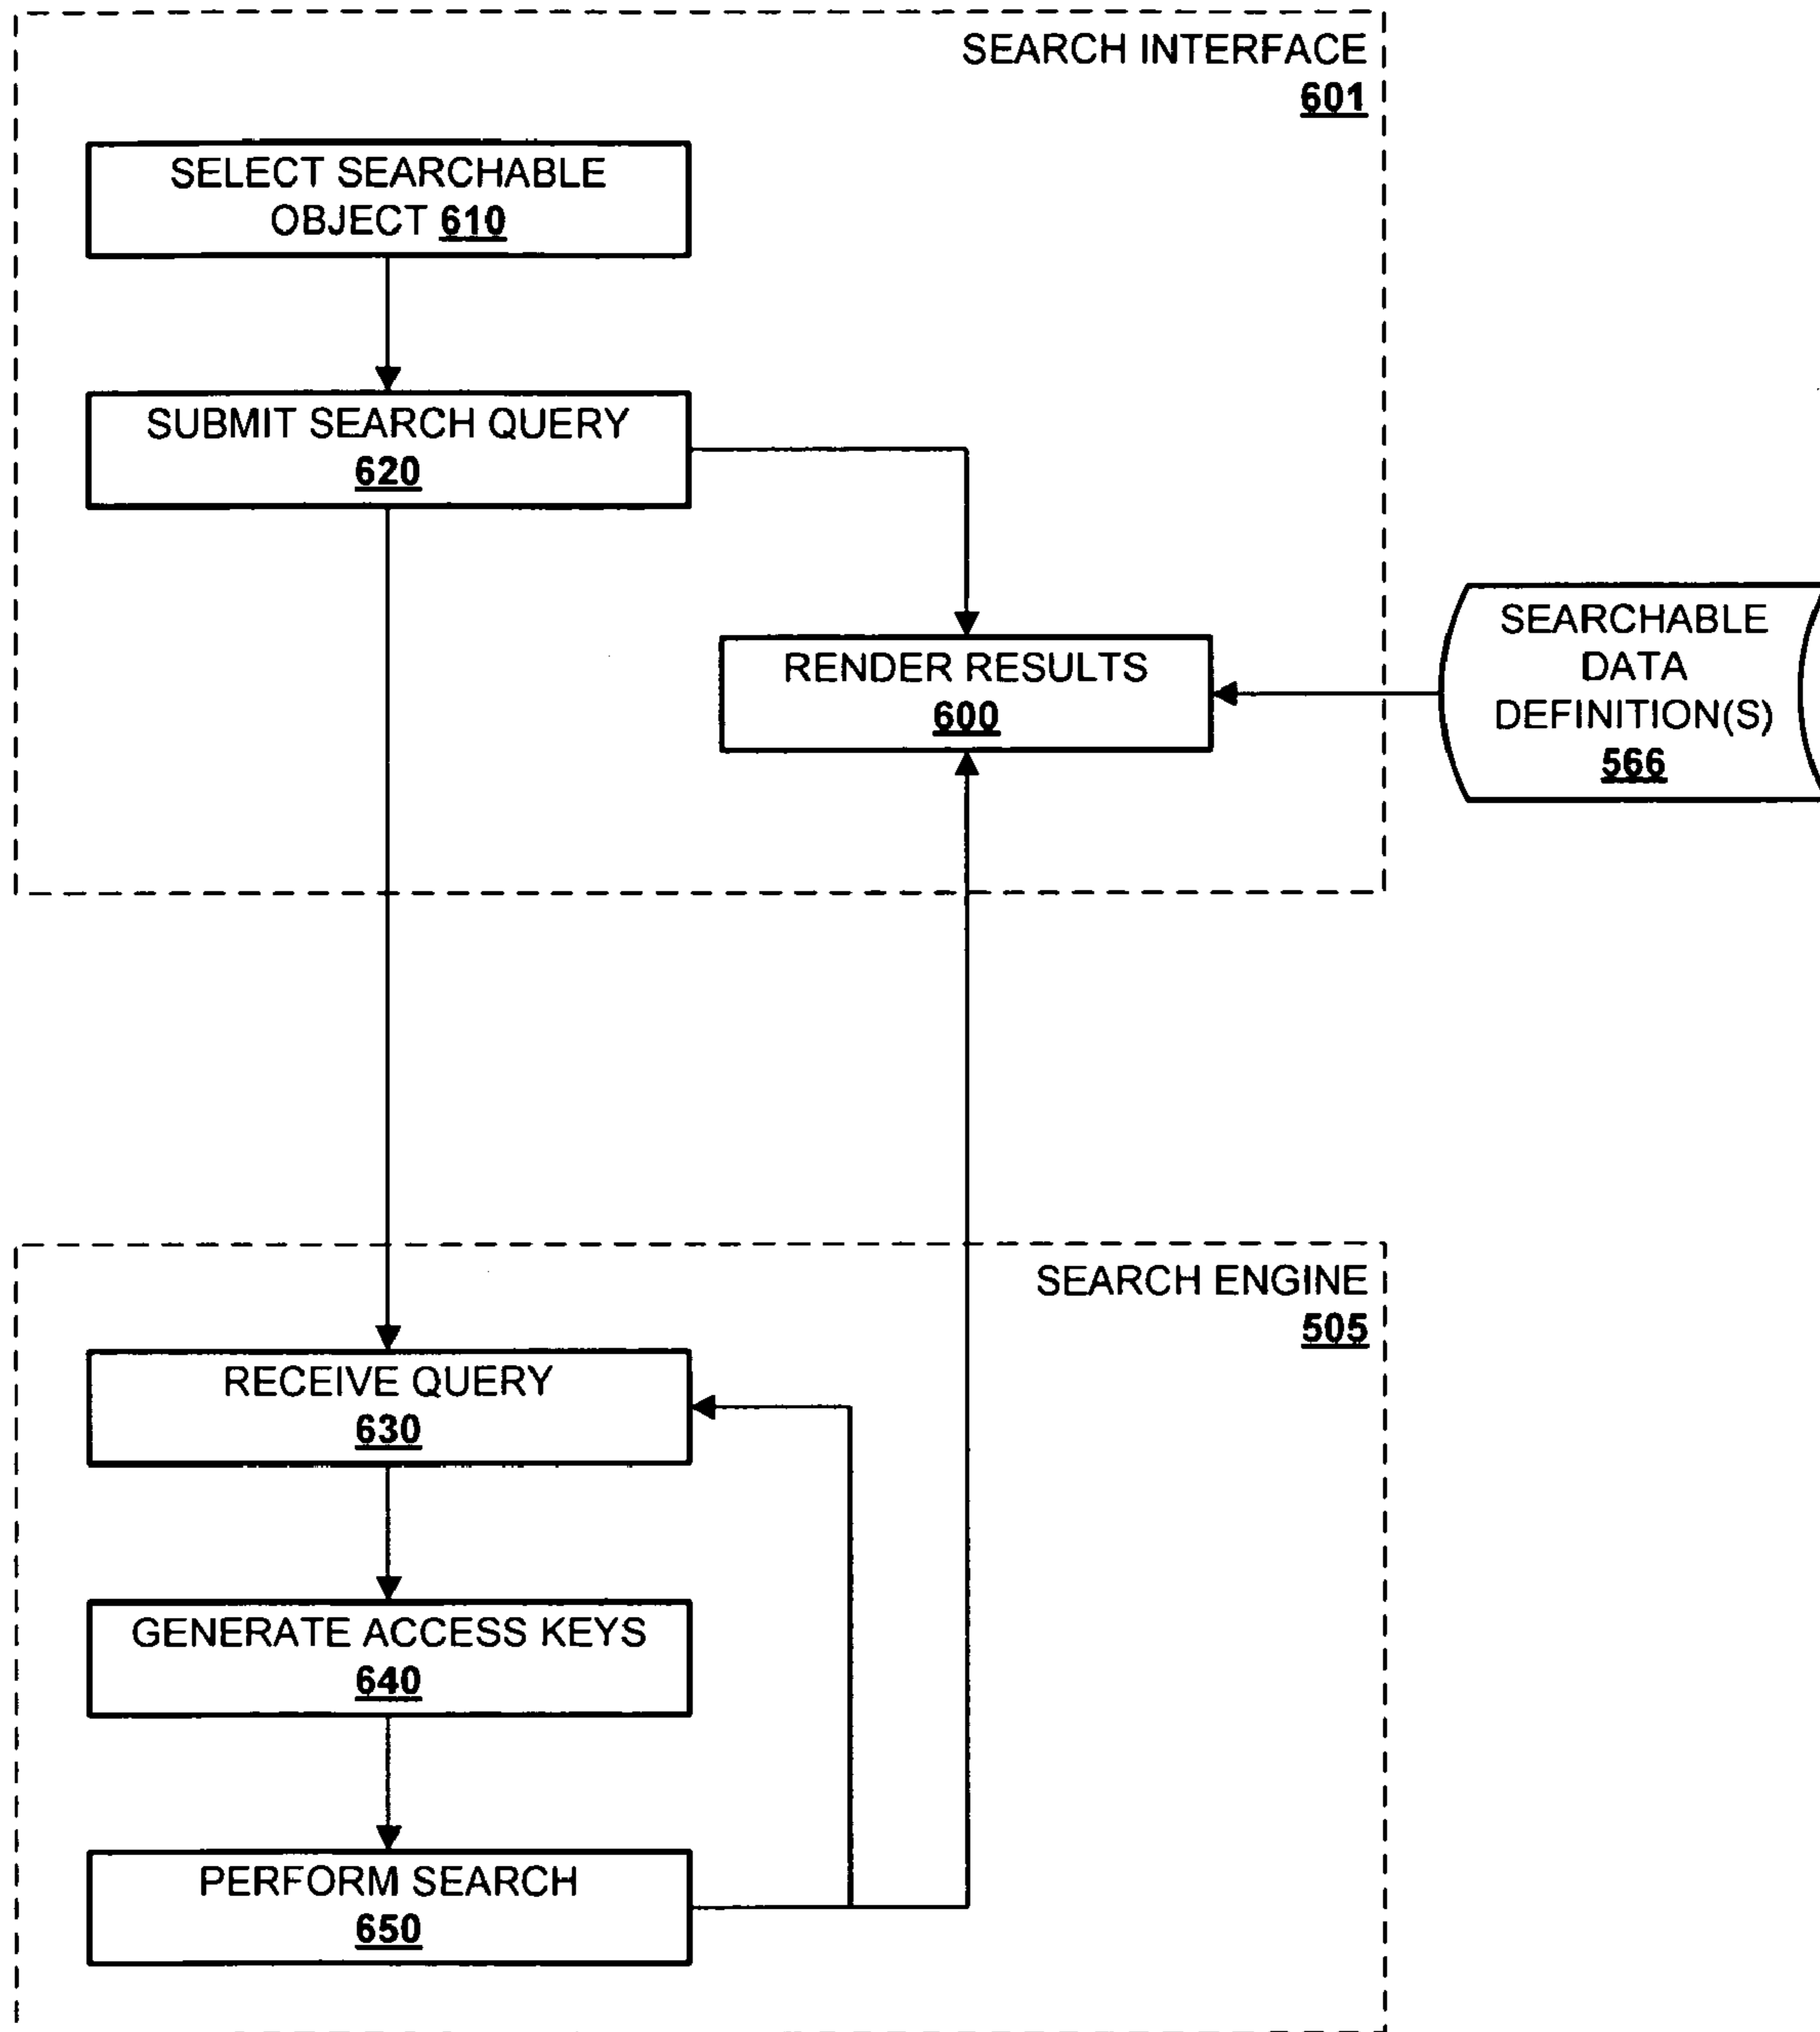 SEARCH INTERFACE
601
SELECT SEARCHABLE
OBJECT 610
SUBMIT SEARCH QUERY
620
RENDER RESULTS
600
SEARCHABLE
DATA
DEFINITION(S)
566
SEARCH ENGINE
505
RECEIVE QUERY
630
GENERATE ACCESS KEYS
640
PERFORM SEARCH
650